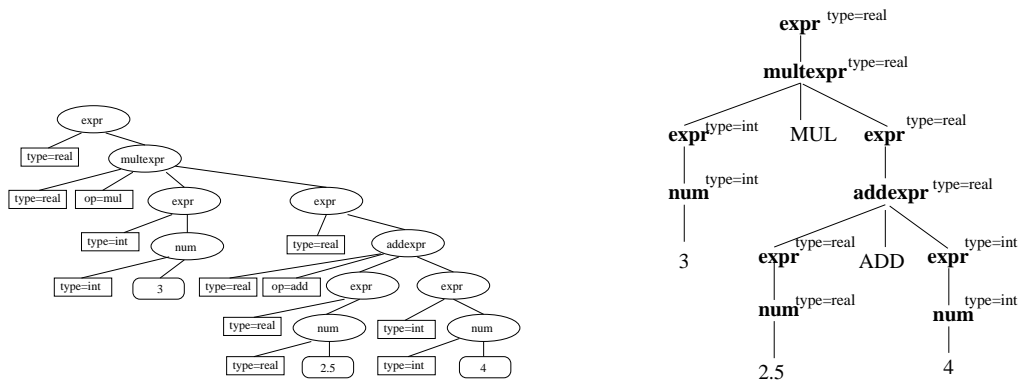 expr
type=real
multexpr
type=real
op=mul
expr
expr
type=int
num
type=real
addexpr
type=int
3
type=real
op=add
expr
expr
type=real
num
type=int
num
type=real
2.5
type=int
4
expr type=real
multexpr type=real
expr type=int
MUL
expr type=real
num type=int
addexpr type=real
3
expr type=real
ADD
expr type=int
num type=real
num type=int
2.5
4